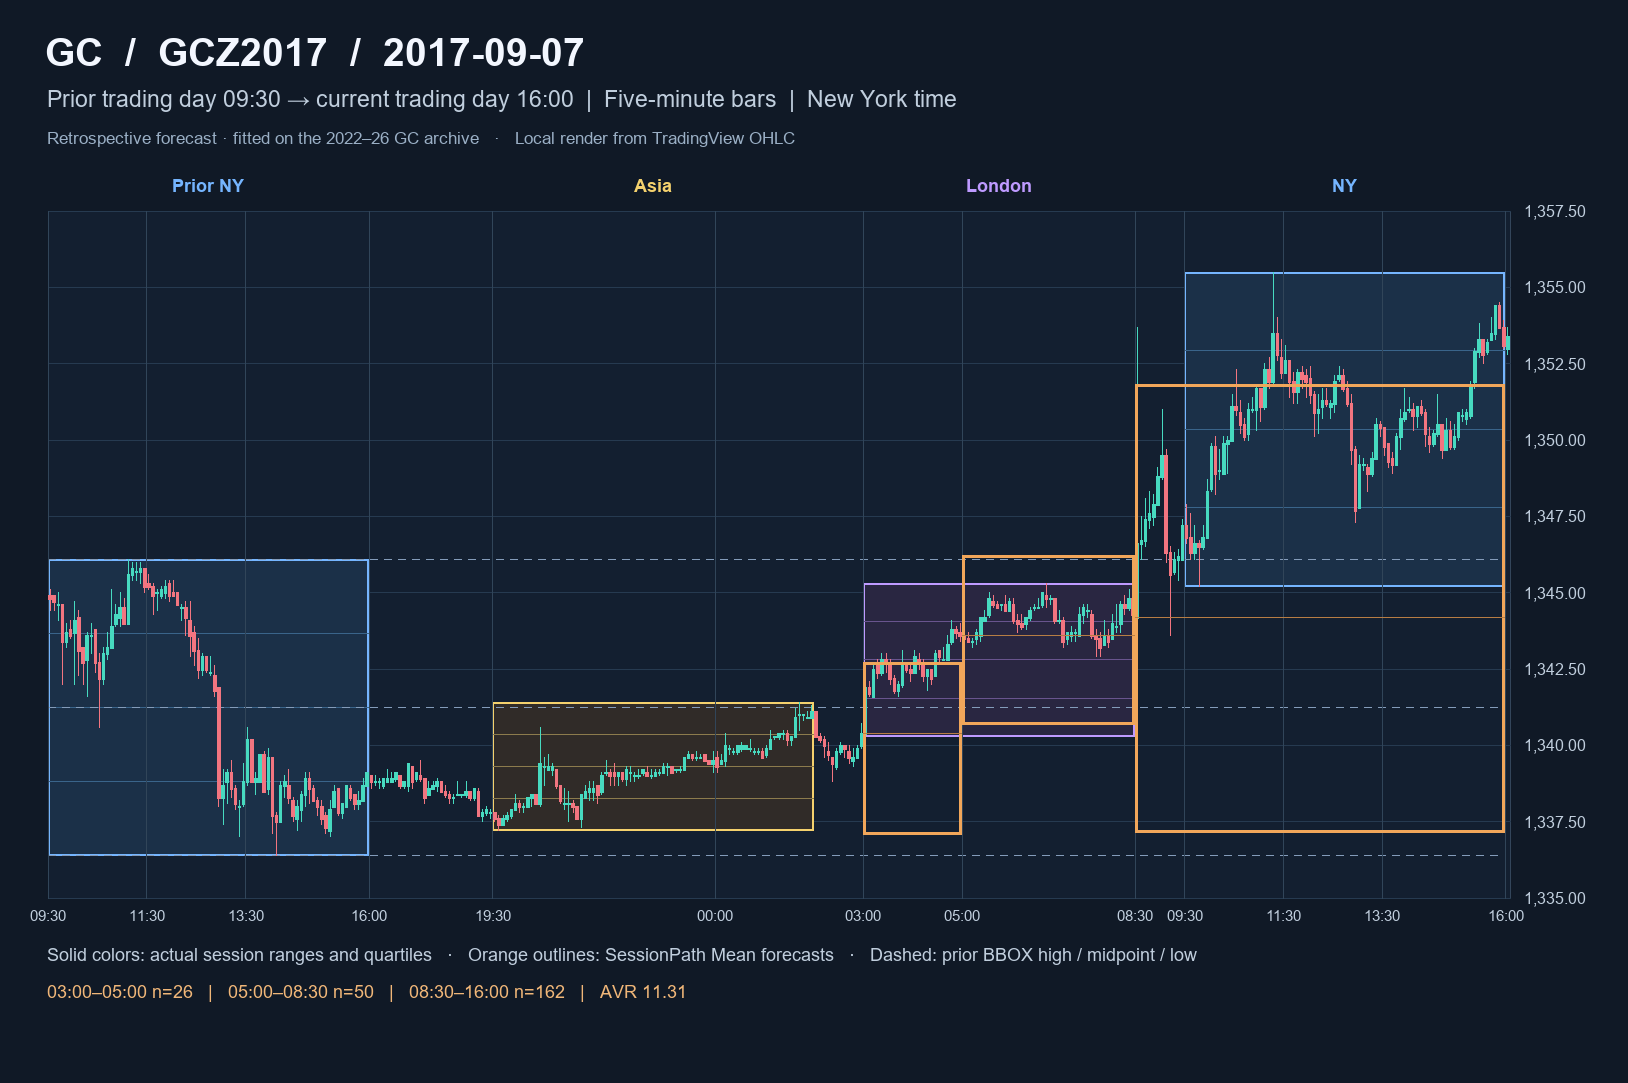 GC / GCZ2017 / 2017-09-07
Prior trading day 09:30 → current trading day 16:00 | Five-minute bars | New York time
Retrospective forecast · fitted on the 2022–26 GC archive · Local render from TradingView OHLC
Prior NY Asia London NY
1,357.50
1,355.00
1,352.50
1,350.00
1,347.50
1,345.00
1,342.50
1,340.00
1,337.50
1,335.00
09:30 11:30 13:30 16:00 19:30 00:00 03:00 05:00 08:30 09:30 11:30 13:30 16:00
Solid colors: actual session ranges and quartiles · Orange outlines: SessionPath Mean forecasts · Dashed: prior BBOX high / midpoint / low
03:00–05:00 n=26 | 05:00–08:30 n=50 | 08:30–16:00 n=162 | AVR 11.31